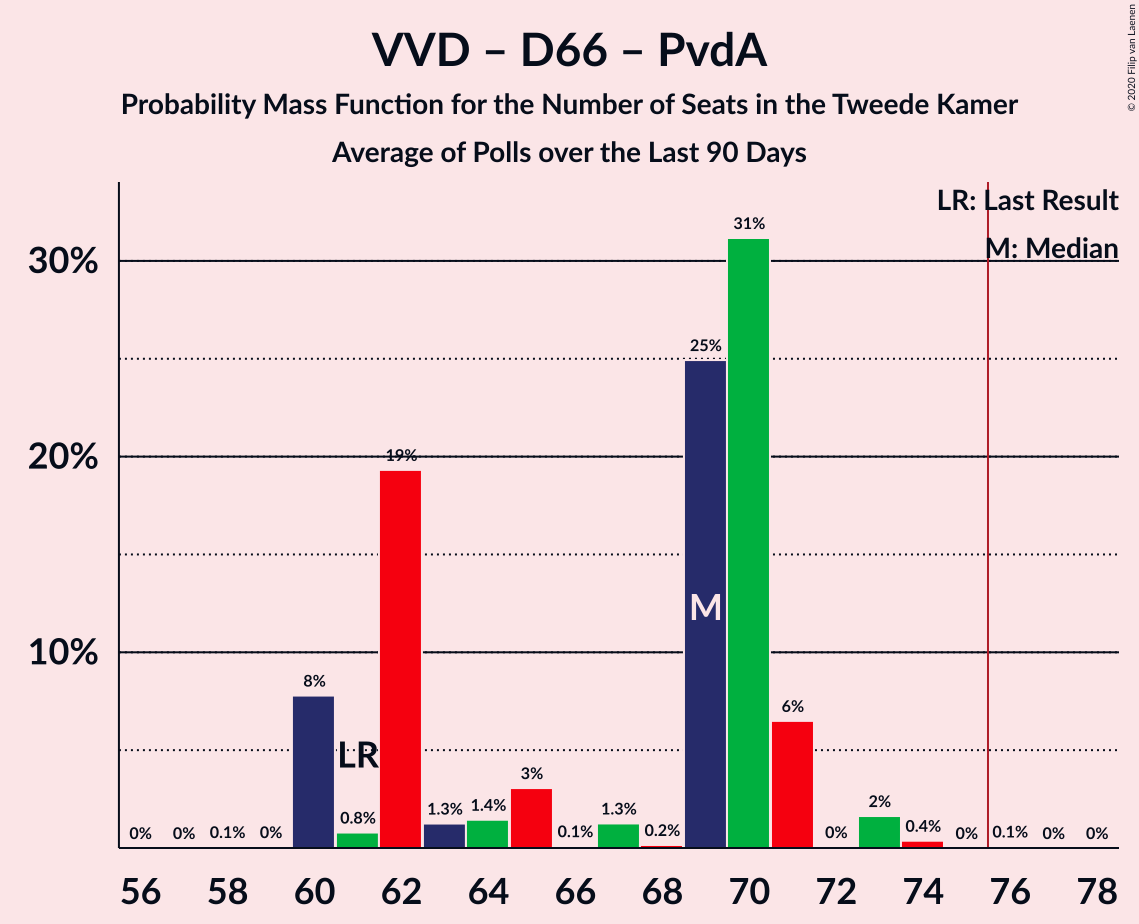 VVD – D66 – PvdA
Probability Mass Function for the Number of Seats in the Tweede Kamer
Average of Polls over the Last 90 Days
© 2020 Filip van Laenen
LR: Last Result
M: Median
30%
20%
10%
0% 0% 0.1% 0% 8% 0.8% 19% 1.3% 1.4% 3% 0.1% 1.3% 0.2% 25% 31% 6% 0% 2% 0.4% 0% 0.1% 0% 0%
LR
M
56 58 60 62 64 66 68 70 72 74 76 78